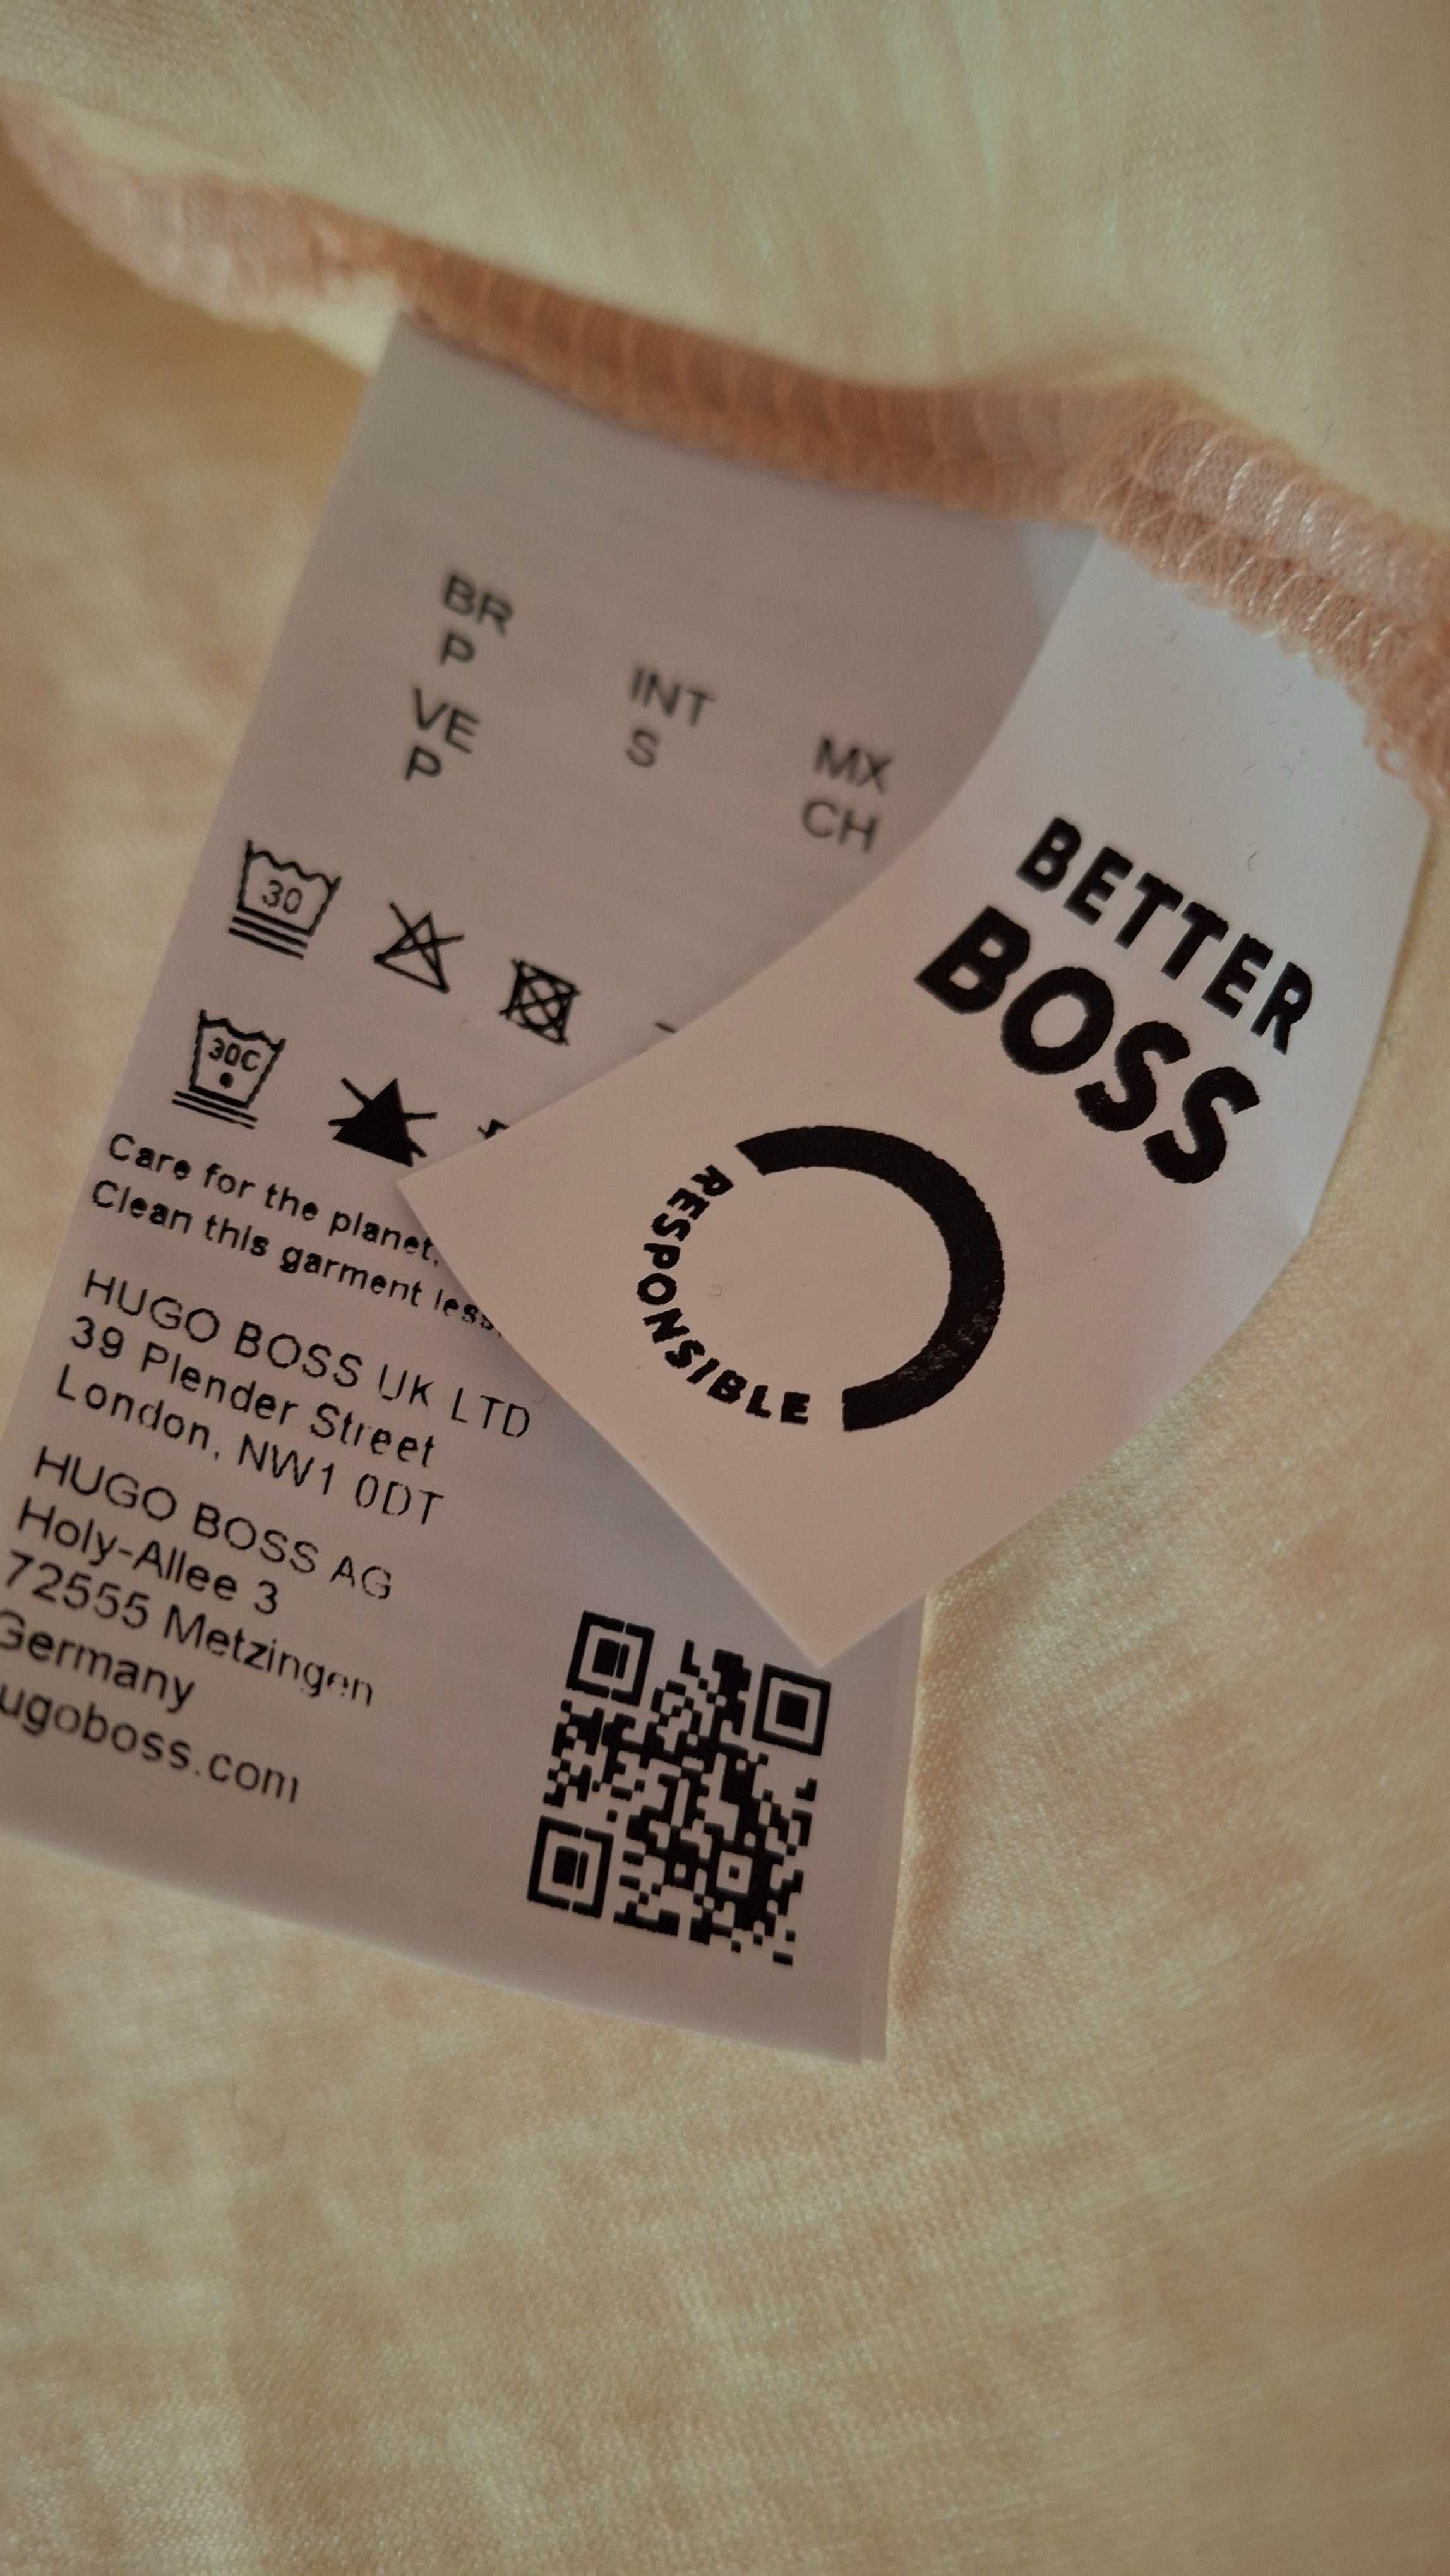 BR
P
VE
P
INT
S
MX
CH
30
30C
Care for the planet.
Clean this garment less.
HUGO BOSS UK LTD
39 Plender Street
London, NW1 0DT
HUGO BOSS AG
Holy-Allee 3
72555 Metzingen
Germany
ugoboss.com
BETTER
BOSS
RESPONSIBLE